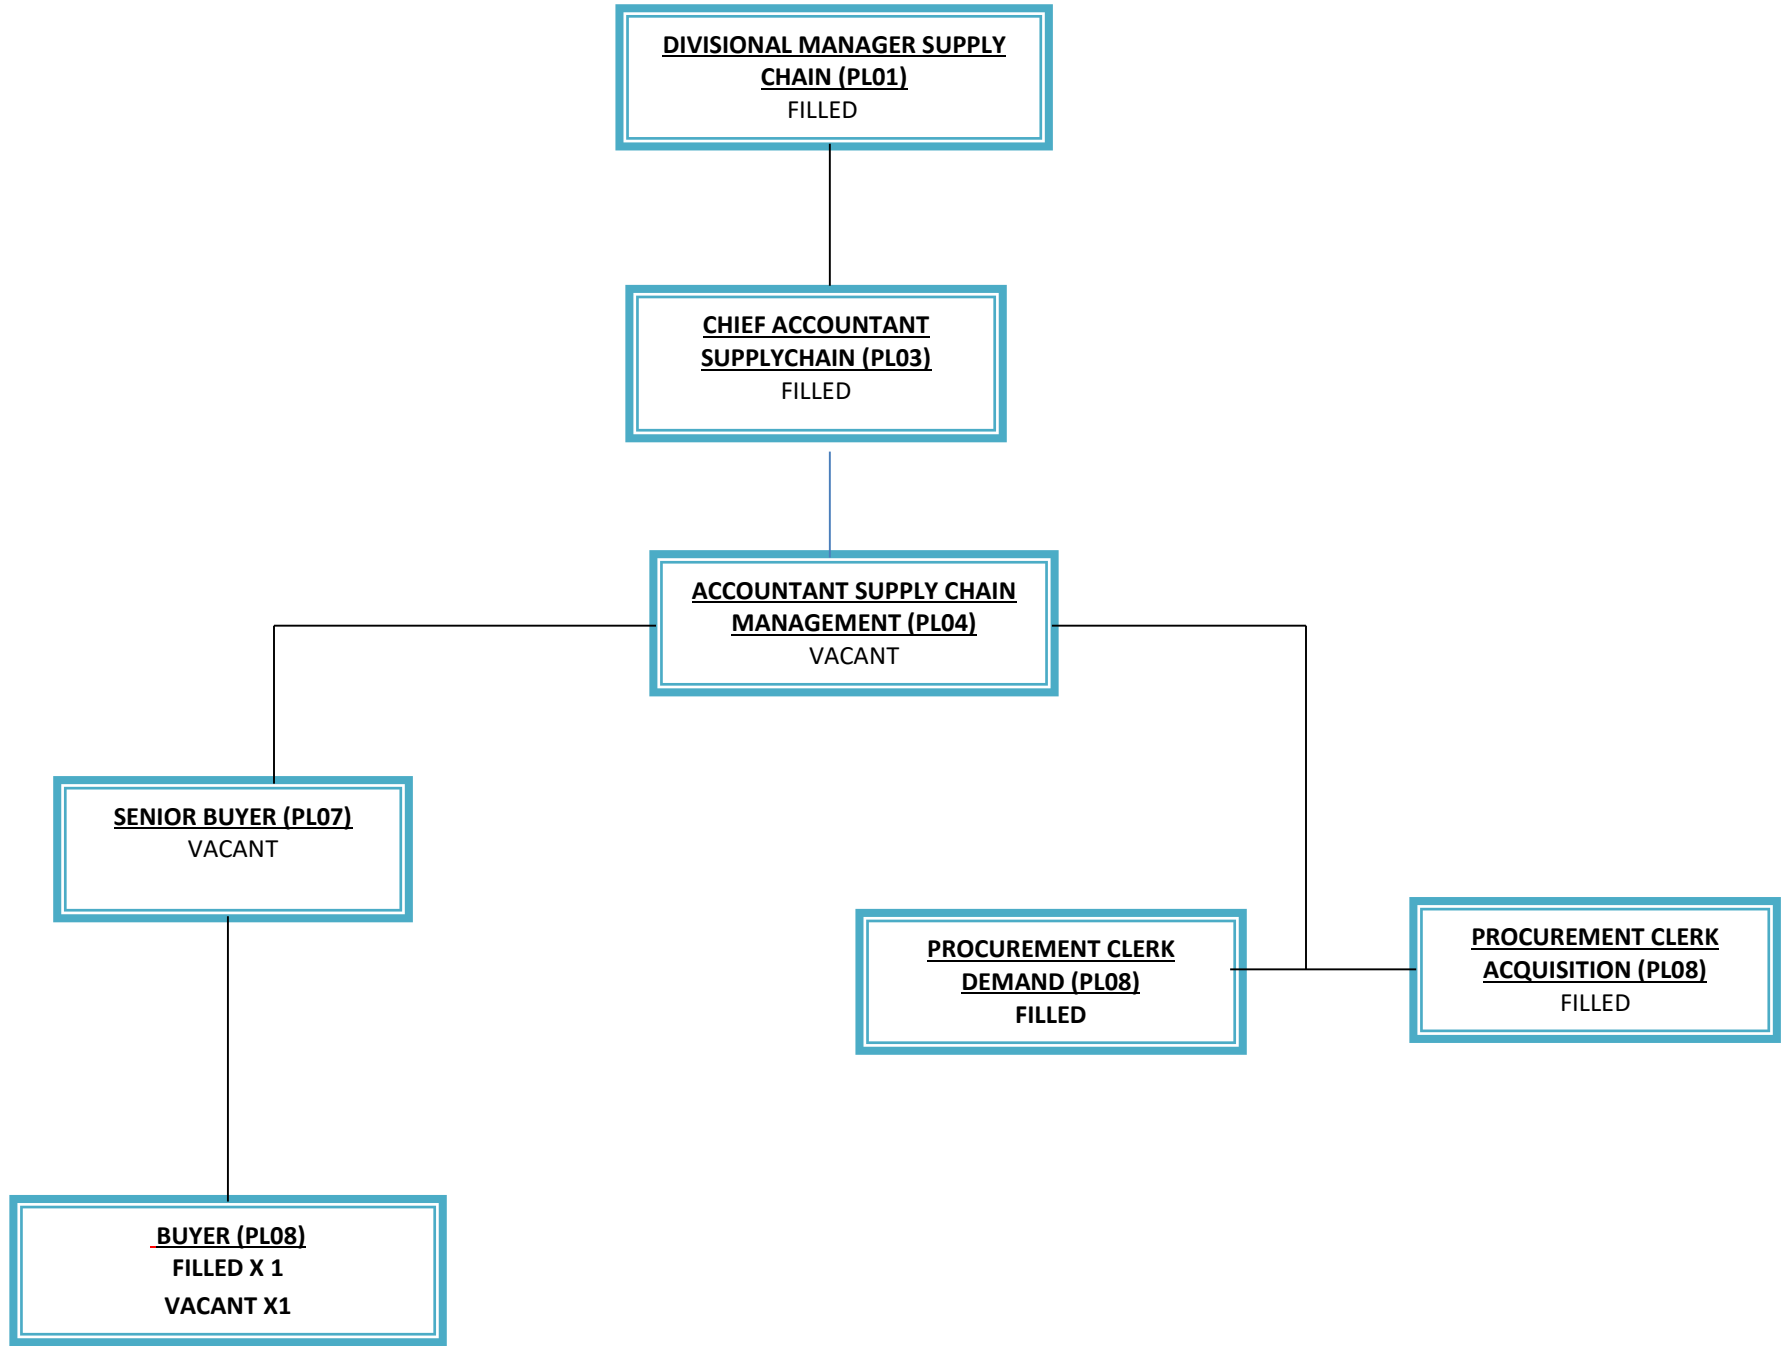 DIVISIONAL MANAGER SUPPLY
CHAIN (PL01)
FILLED
CHIEF ACCOUNTANT
SUPPLYCHAIN (PL03)
FILLED
ACCOUNTANT SUPPLY CHAIN
MANAGEMENT (PL04)
VACANT
SENIOR BUYER (PL07)
VACANT
PROCUREMENT CLERK
DEMAND (PL08)
FILLED
PROCUREMENT CLERK
ACQUISITION (PL08)
FILLED
BUYER (PL08)
FILLED X 1
VACANT X1